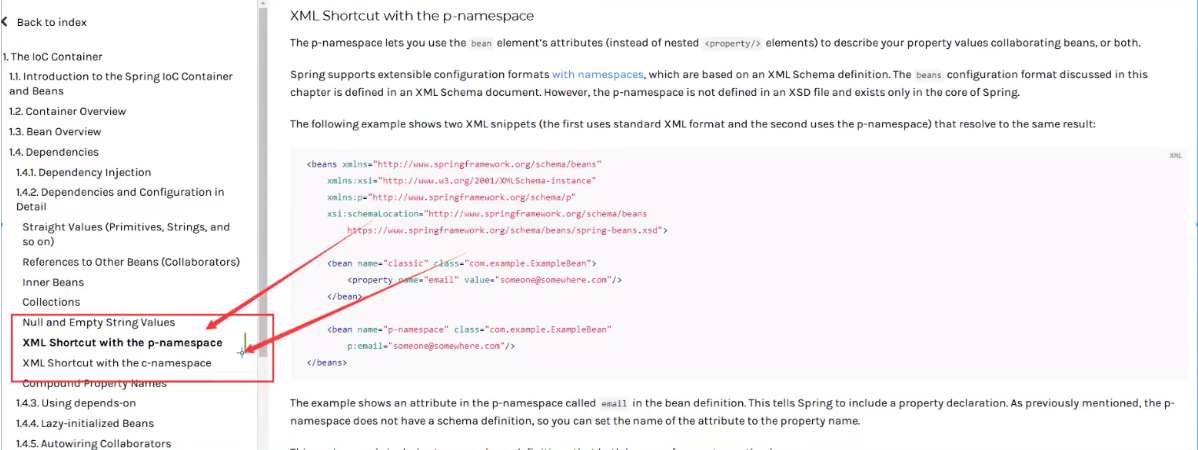 Back to index
1. The IoC Container
1.1. Introduction to the Spring IoC Container
and Beans
1.2. Container Overview
1.3. Bean Overview
1.4. Dependencies
1.4.1. Dependency Injection
1.4.2. Dependencies and Configuration in
Detail
Straight Values (Primitives, Strings, and
so on)
References to Other Beans (Collaborators)
Inner Beans
Collections
Null and Empty String Values
XML Shortcut with the p-namespace
XML Shortcut with the c-namespace
Compound Property Names
1.4.3. Using depends-on
1.4.4. Lazy-initialized Beans
1.4.5. Autowiring Collaborators
XML Shortcut with the p-namespace
The p-namespace lets you use the bean element's attributes (instead of nested <property/> elements) to describe your property values collaborating beans, or both.
Spring supports extensible configuration formats with namespaces, which are based on an XML Schema definition. The beans configuration format discussed in this
chapter is defined in an XML Schema document. However, the p-namespace is not defined in an XSD file and exists only in the core of Spring.
The following example shows two XML snippets (the first uses standard XML format and the second uses the p-namespace) that resolve to the same result:
XML
<beans xmlns="http://www.springframework.org/schema/beans"
xmlns:xsi="http://www.w3.org/2001/XMLSchema-instance"
xmlns:p="http://www.springframework.org/schema/p"
xsi:schemaLocation="http://www.springframework.org/schema/beans
https://www.springframework.org/schema/beans/spring-beans.xsd">
<bean name="classic" class="com.example.ExampleBean">
<property name="email" value="someone@somewhere.com"/>
</bean>
<bean name="p-namespace" class="com.example.ExampleBean"
p:email="someone@somewhere.com"/>
</beans>
The example shows an attribute in the p-namespace called email in the bean definition. This tells Spring to include a property declaration. As previously mentioned, the p-
namespace does not have a schema definition, so you can set the name of the attribute to the property name.